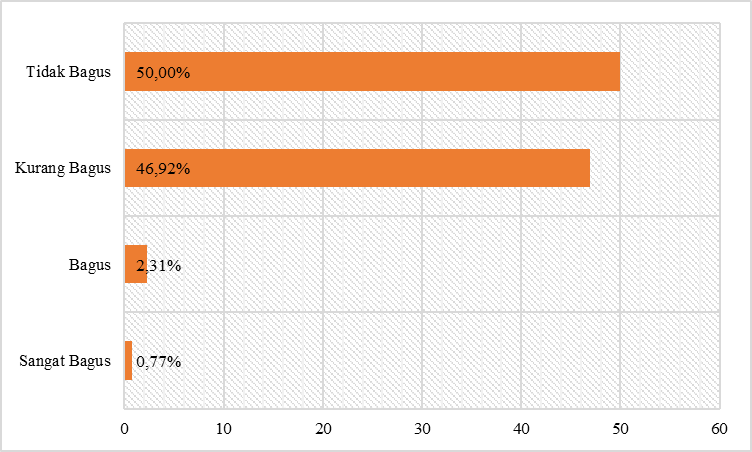 Tidak Bagus 50,00%
Kurang Bagus 46,92%
Bagus 2,31%
Sangat Bagus 0,77%
0 10 20 30 40 50 60